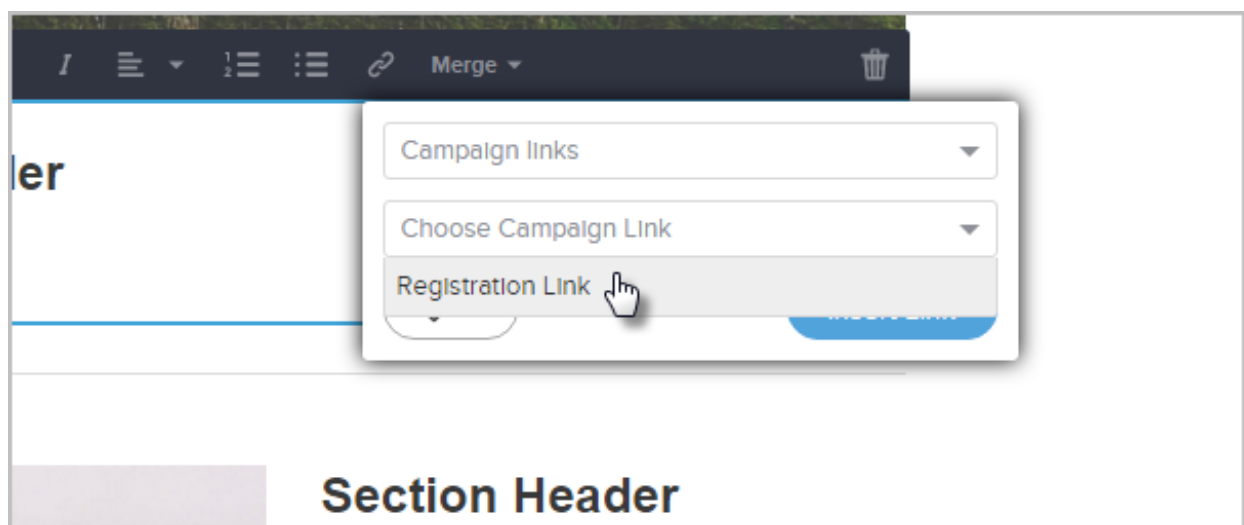 I
Merge
Campaign links
ler
Choose Campaign Link
Registration Link
Section Header